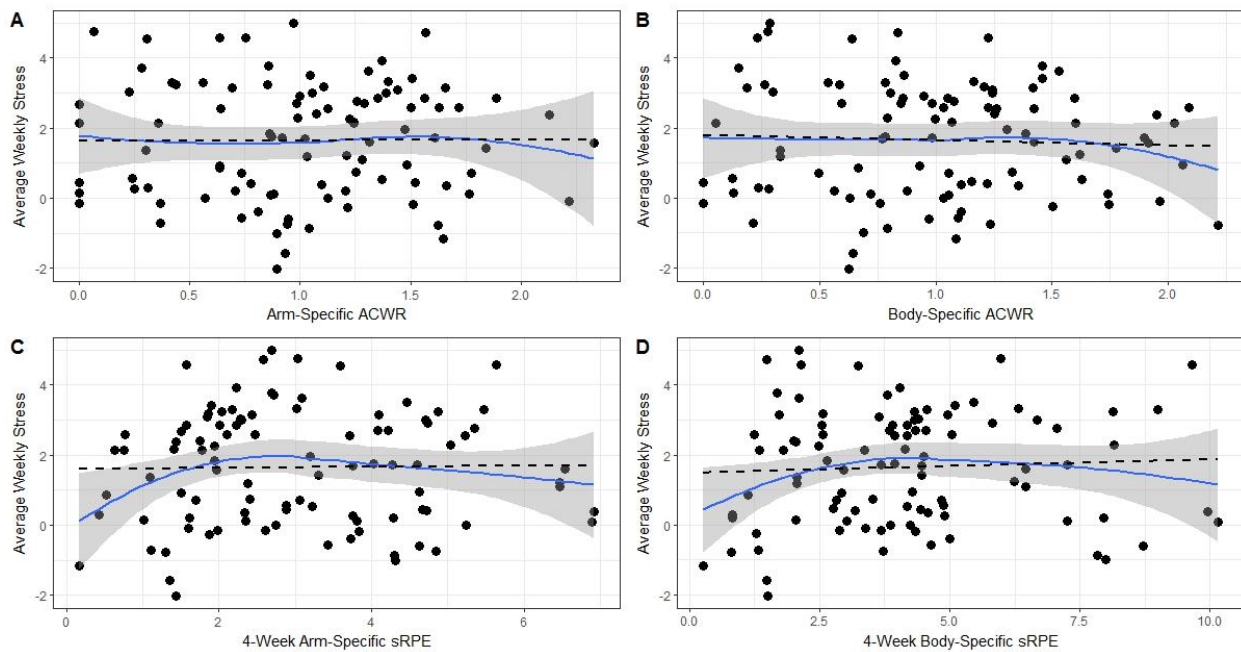 A
Average Weekly Stress
4
2
0
-2
0.0 0.5 1.0 1.5 2.0
Arm-Specific ACWR
B
Average Weekly Stress
4
2
0
-2
0.0 0.5 1.0 1.5 2.0
Body-Specific ACWR
C
Average Weekly Stress
4
2
0
-2
0 2 4 6
4-Week Arm-Specific sRPE
D
Average Weekly Stress
4
2
0
-2
0.0 2.5 5.0 7.5 10.0
4-Week Body-Specific sRPE